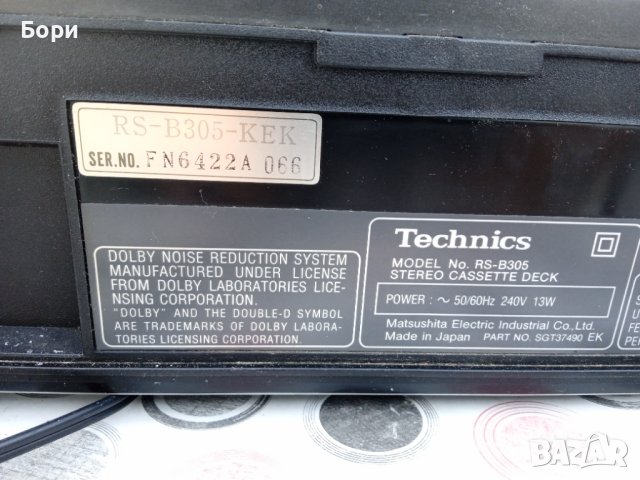 Бори
RS-B305-KEK
SER.NO. FN6422A 066
DOLBY NOISE REDUCTION SYSTEM
MANUFACTURED UNDER LICENSE
FROM DOLBY LABORATORIES LICE-
NSING CORPORATION.
"DOLBY" AND THE DOUBLE-D SYMBOL
ARE TRADEMARKS OF DOLBY LABORA-
TORIES LICENSING CORPORATION.
Technics
MODEL No. RS-B305
STEREO CASSETTE DECK
POWER : ~ 50/60Hz 240V 13W
Matsushita Electric Industrial Co.,Ltd.
Made in Japan PART NO. SGT37490 EK
BAZAR